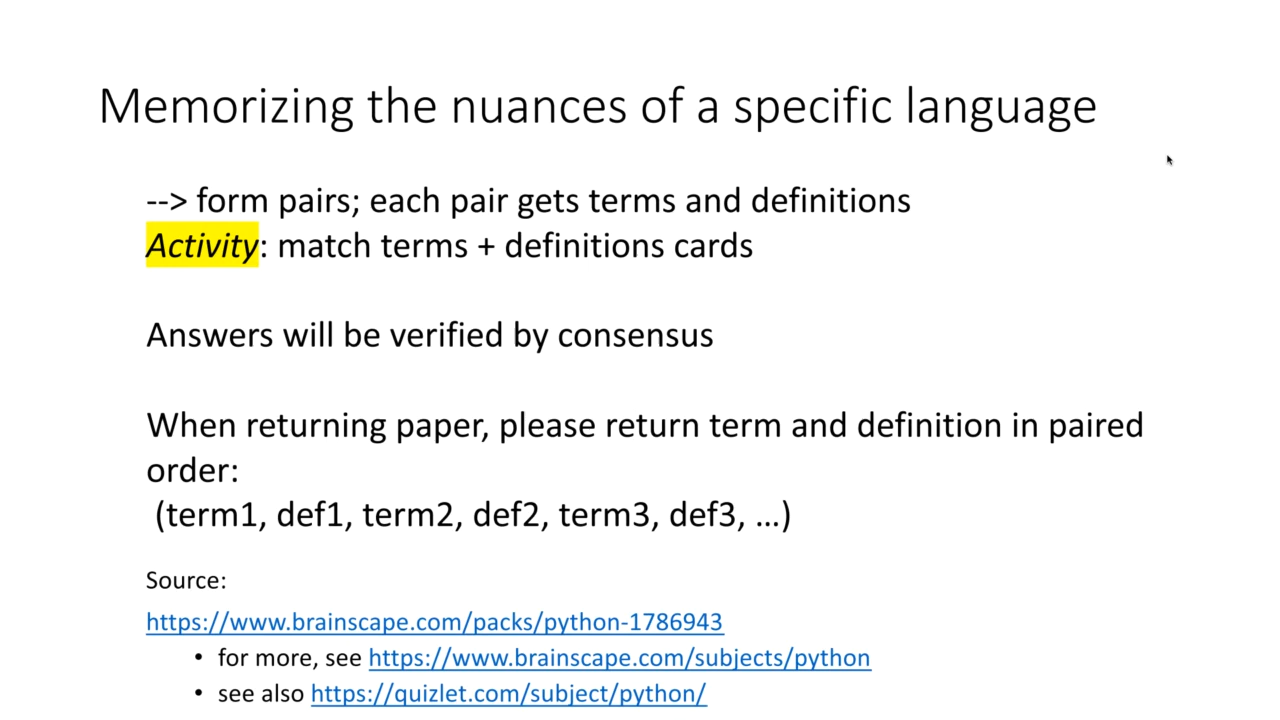 Memorizing the nuances of a specific language
--> form pairs; each pair gets terms and definitions
Activity: match terms + definitions cards
Answers will be verified by consensus
When returning paper, please return term and definition in paired
order:
(term1, def1, term2, def2, term3, def3, …)
Source:
https://www.brainscape.com/packs/python-1786943
• for more, see https://www.brainscape.com/subjects/python
• see also https://quizlet.com/subject/python/